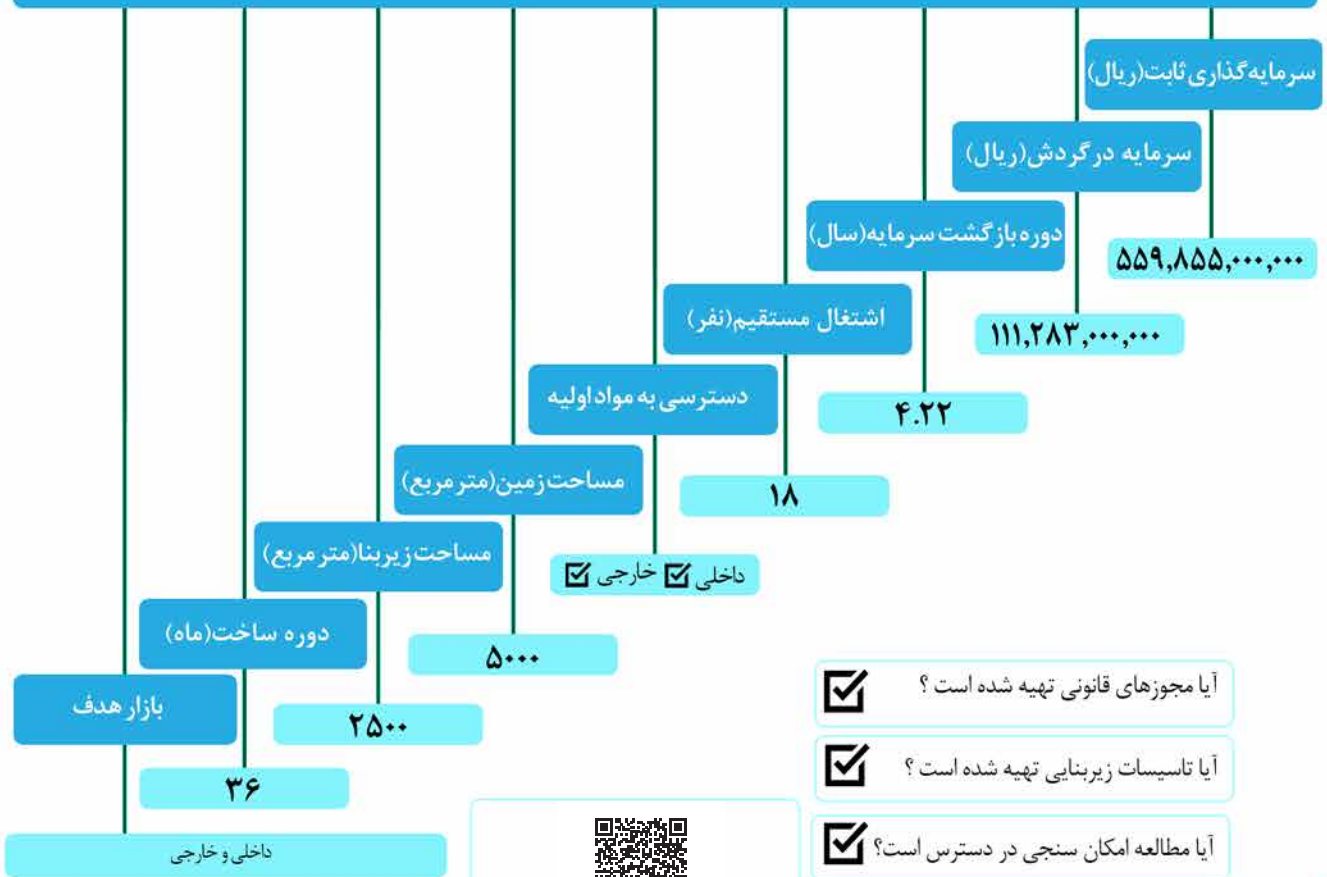 سرمایه‌گذاری ثابت(ریال)
۵۵۹,۸۵۵,۰۰۰,۰۰۰
سرمایه در گردش(ریال)
۱۱۱,۲۸۳,۰۰۰,۰۰۰
دوره بازگشت سرمایه(سال)
۴.۲۲
اشتغال مستقیم(نفر)
۱۸
دسترسی به مواد اولیه
داخلی ☑ خارجی ☑
مساحت زمین(متر مربع)
۵۰۰۰
مساحت زیربنا(متر مربع)
۲۵۰۰
دوره ساخت(ماه)
۳۶
بازار هدف
داخلی و خارجی
آیا مجوزهای قانونی تهیه شده است ؟ ☑
آیا تاسیسات زیربنایی تهیه شده است ؟ ☑
آیا مطالعه امکان سنجی در دسترس است؟ ☑